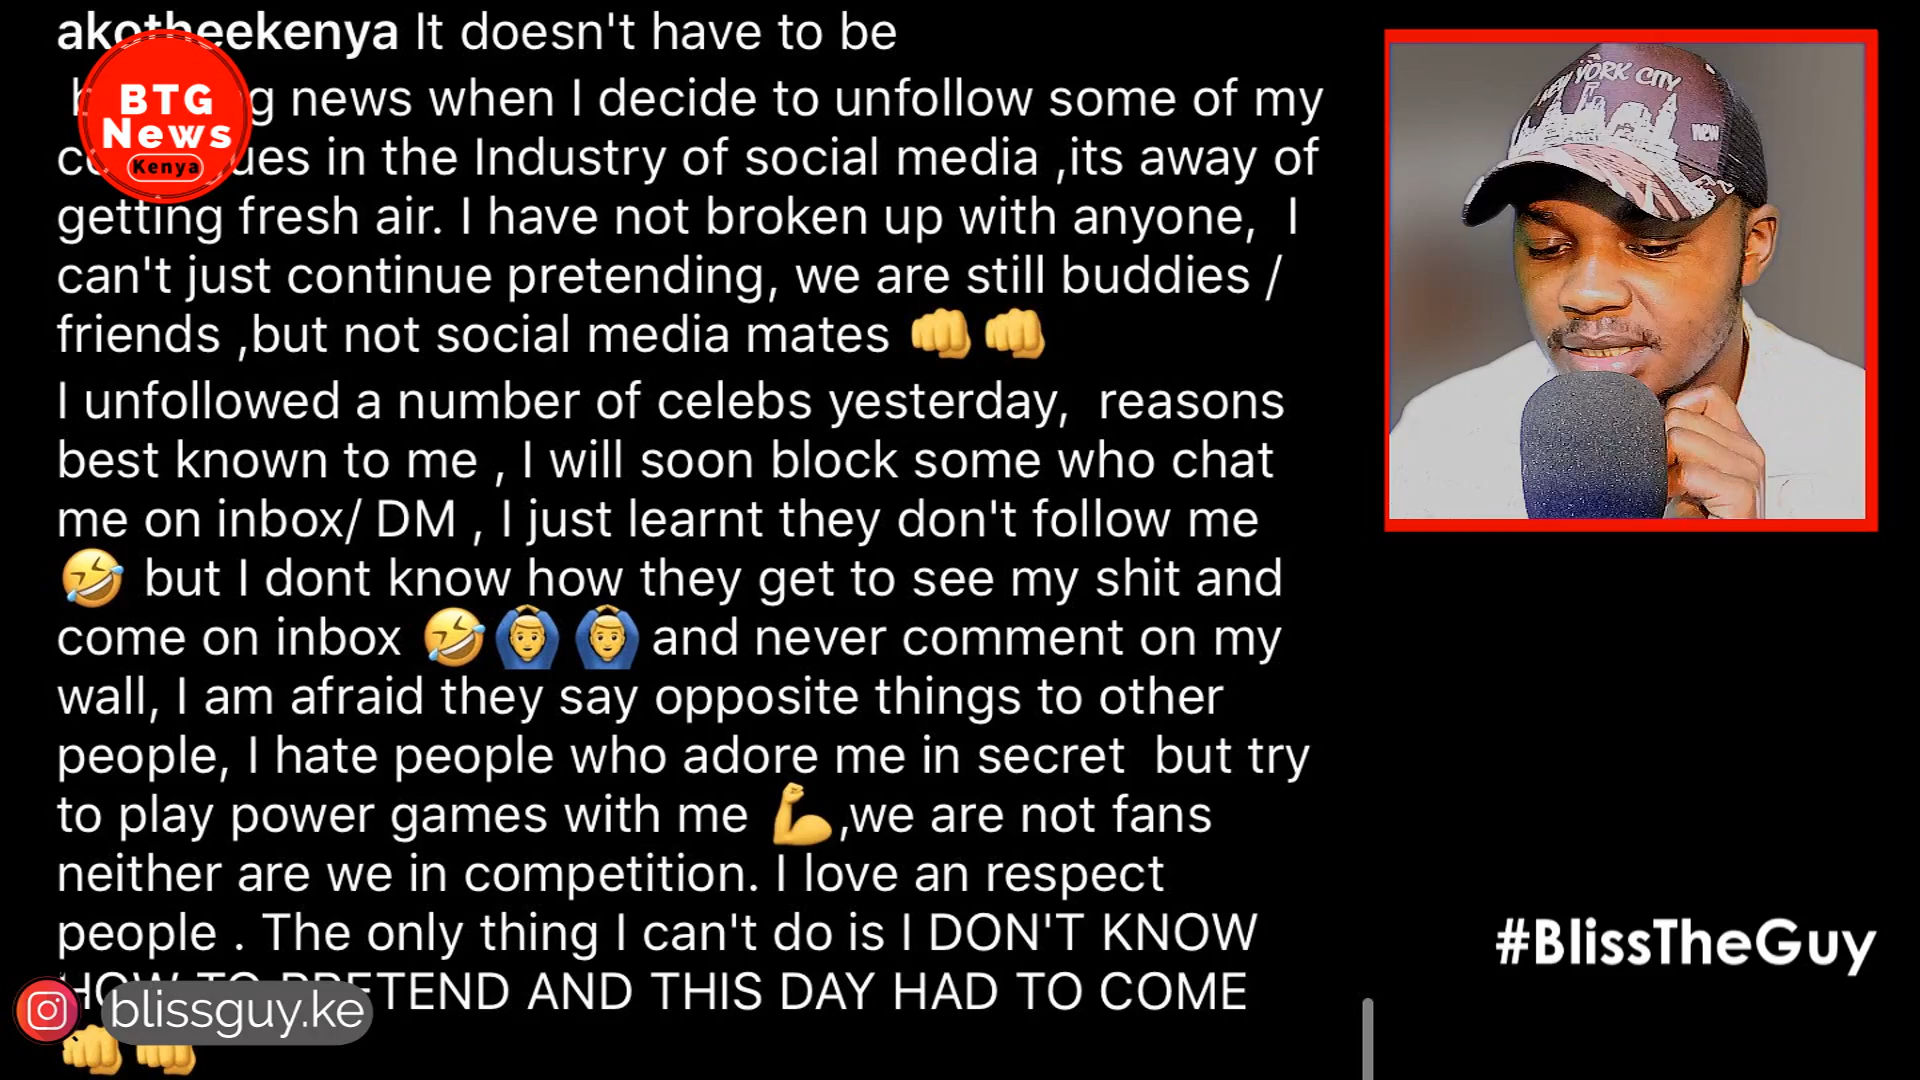 akotheekenya It doesn't have to be
news when I decide to unfollow some of my
in the Industry of social media ,its away of
getting fresh air. I have not broken up with anyone, I
can't just continue pretending, we are still buddies /
friends ,but not social media mates 👊👊
I unfollowed a number of celebs yesterday, reasons
best known to me , I will soon block some who chat
me on inbox/ DM , I just learnt they don't follow me
🤣 but I dont know how they get to see my shit and
come on inbox 🤣🙆‍♂️ 🙆‍♂️ and never comment on my
wall, I am afraid they say opposite things to other
people, I hate people who adore me in secret but try
to play power games with me 💪,we are not fans
neither are we in competition. I love an respect
people . The only thing I can't do is I DON'T KNOW
HOW TO PRETEND AND THIS DAY HAD TO COME
👊👊
BTG
News
Kenya
blissguy.ke
NEW YORK CITY
new
#BlissTheGuy